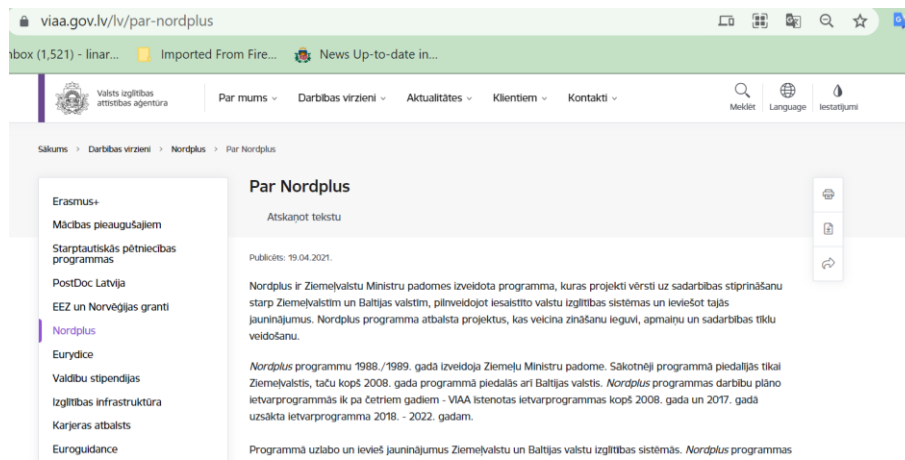 viaa.gov.lv/lv/par-nordplus
nbox (1,521) - linar... Imported From Fire... News Up-to-date in...
Valsts izglītības
attīstības aģentūra
Par mums Darbības virzieni Aktualitātes Klientiem Kontakti
Meklēt Language Iestatījumi
Sākums > Darbības virzieni > Nordplus > Par Nordplus
Erasmus+
Mācības pieaugušajiem
Starptautiskās pētniecības
programmas
PostDoc Latvija
EEZ un Norvēģijas granti
Nordplus
Eurydice
Valdību stipendijas
Izglītības infrastruktūra
Karjeras atbalsts
Euroguidance
Par Nordplus
Atskaņot tekstu
Publicēts: 19.04.2021.
Nordplus ir Ziemeļvalstu Ministru padomes izveidota programma, kuras projekti vērsti uz sadarbības stiprināšanu
starp Ziemeļvalstīm un Baltijas valstīm, pilnveidojot iesaistīto valstu izglītības sistēmas un ieviešot tajās
jauninājumus. Nordplus programma atbalsta projektus, kas veicina zināšanu ieguvi, apmaiņu un sadarbības tīklu
veidošanu.
Nordplus programmu 1988./1989. gadā izveidoja Ziemeļu Ministru padome. Sākotnēji programmā piedalījās tikai
Ziemeļvalstis, taču kopš 2008. gada programmā piedalās arī Baltijas valstis. Nordplus programmas darbību plāno
ietvarprogrammās ik pa četriem gadiem - VIAA īstenotas ietvarprogrammas kopš 2008. gada un 2017. gadā
uzsākta ietvarprogramma 2018. - 2022. gadam.
Programmā uzlabo un ievieš jauninājumus Ziemeļvalstu un Baltijas valstu izglītības sistēmās. Nordplus programmas